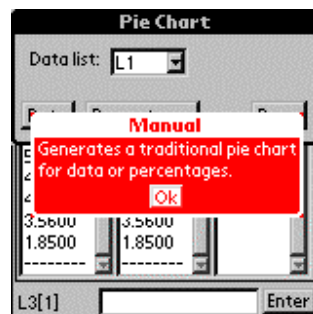 Pie Chart
Data list: L1
Manual
Generates a traditional pie chart
for data or percentages.
Ok
3.5600 3.5600
1.8500 1.8500
-------- --------
L3[1] Enter